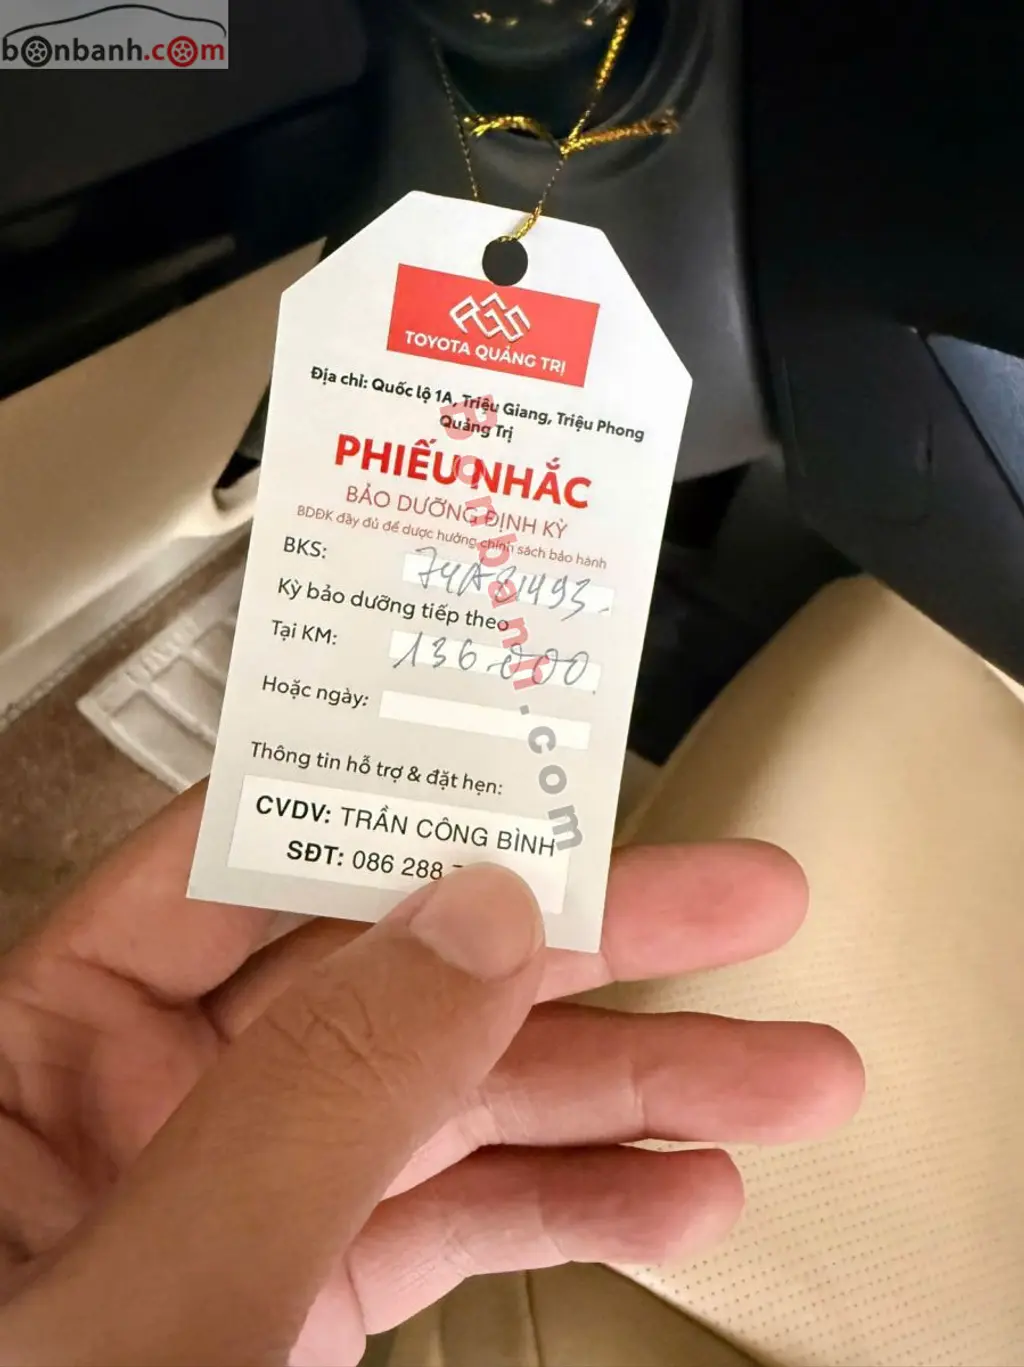 bonbanh.com
TOYOTA QUẢNG TRỊ
Địa chỉ: Quốc lộ 1A, Triệu Giang, Triệu Phong
Quảng Trị
PHIẾU NHẮC
BẢO DƯỠNG ĐỊNH KỲ
BDĐK đầy đủ để được hưởng chính sách bảo hành
BKS: 74A81493.
Kỳ bảo dưỡng tiếp theo
Tại KM: 136.000.
Hoặc ngày:
Thông tin hỗ trợ & đặt hẹn:
CVDV: TRẦN CÔNG BÌNH
SĐT: 086 288
Bonbanh.com